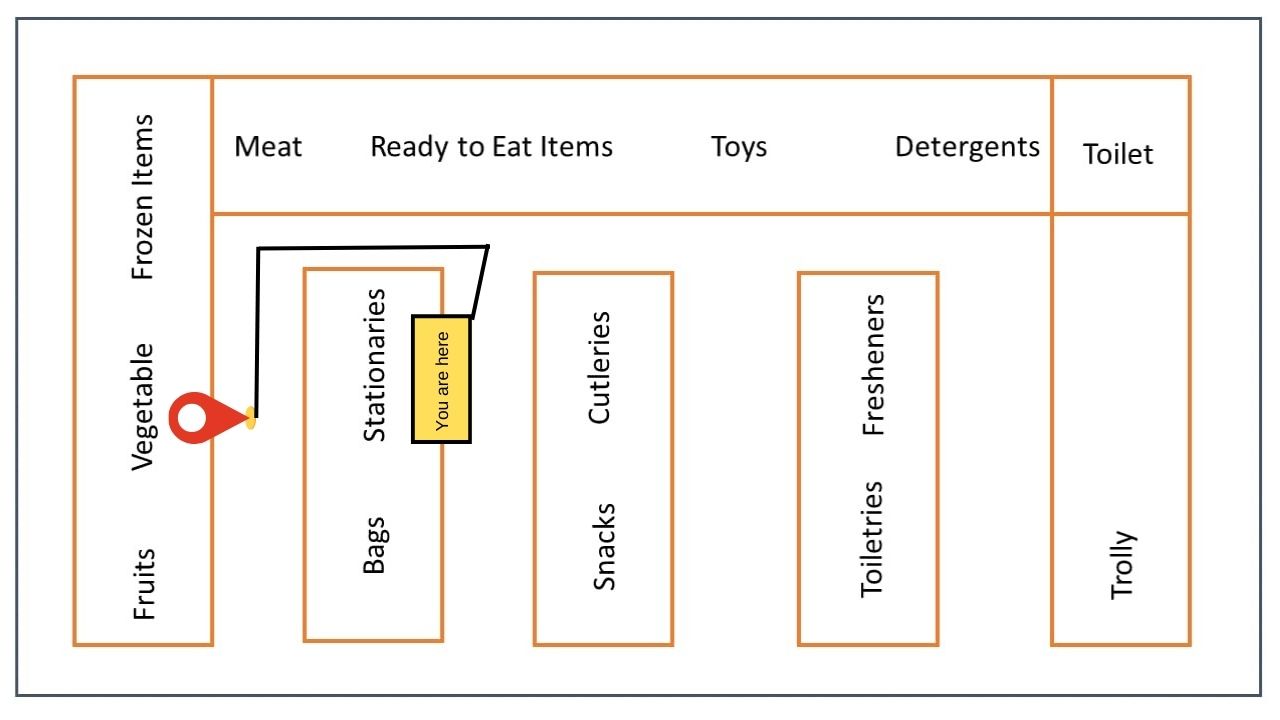 Meat
Ready to Eat Items
Toys
Detergents
Toilet
Frozen Items
Vegetable
Fruits
Stationaries
Bags
You are here
Cutleries
Snacks
Fresheners
Toiletries
Trolly